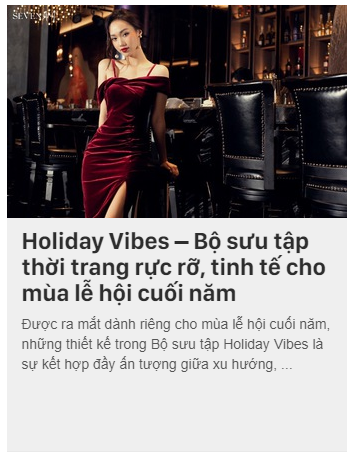 Holiday Vibes – Bộ sưu tập
thời trang rực rỡ, tinh tế cho
mùa lễ hội cuối năm
Được ra mắt dành riêng cho mùa lễ hội cuối năm,
những thiết kế trong Bộ sưu tập Holiday Vibes là
sự kết hợp đầy ấn tượng giữa xu hướng, ...